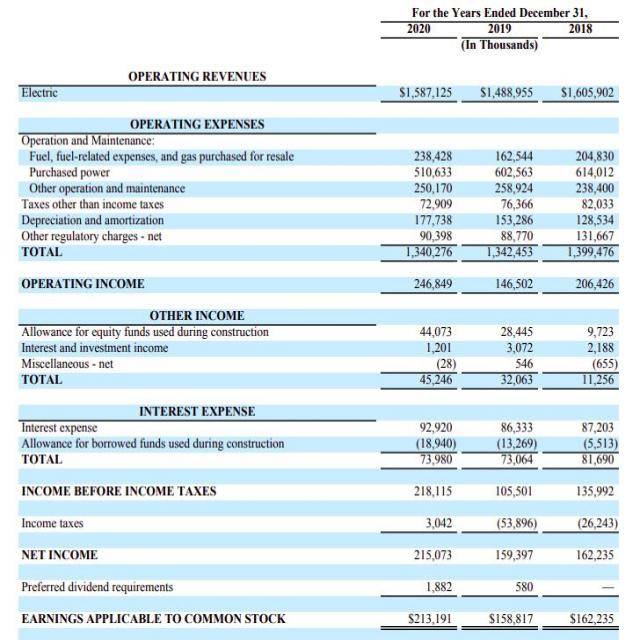 For the Years Ended December 31,
2020 2019 2018
(In Thousands)
OPERATING REVENUES
Electric $1,587,125 $1,488,955 $1,605,902
OPERATING EXPENSES
Operation and Maintenance:
Fuel, fuel-related expenses, and gas purchased for resale 238,428 162,544 204,830
Purchased power 510,633 602,563 614,012
Other operation and maintenance 250,170 258,924 238,400
Taxes other than income taxes 72,909 76,366 82,033
Depreciation and amortization 177,738 153,286 128,534
Other regulatory charges - net 90,398 88,770 131,667
TOTAL 1,340,276 1,342,453 1,399,476
OPERATING INCOME 246,849 146,502 206,426
OTHER INCOME
Allowance for equity funds used during construction 44,073 28,445 9,723
Interest and investment income 1,201 3,072 2,188
Miscellaneous - net (28) 546 (655)
TOTAL 45,246 32,063 11,256
INTEREST EXPENSE
Interest expense 92,920 86,333 87,203
Allowance for borrowed funds used during construction (18,940) (13,269) (5,513)
TOTAL 73,980 73,064 81,690
INCOME BEFORE INCOME TAXES 218,115 105,501 135,992
Income taxes 3,042 (53,896) (26,243)
NET INCOME 215,073 159,397 162,235
Preferred dividend requirements 1,882 580 —
EARNINGS APPLICABLE TO COMMON STOCK $213,191 $158,817 $162,235